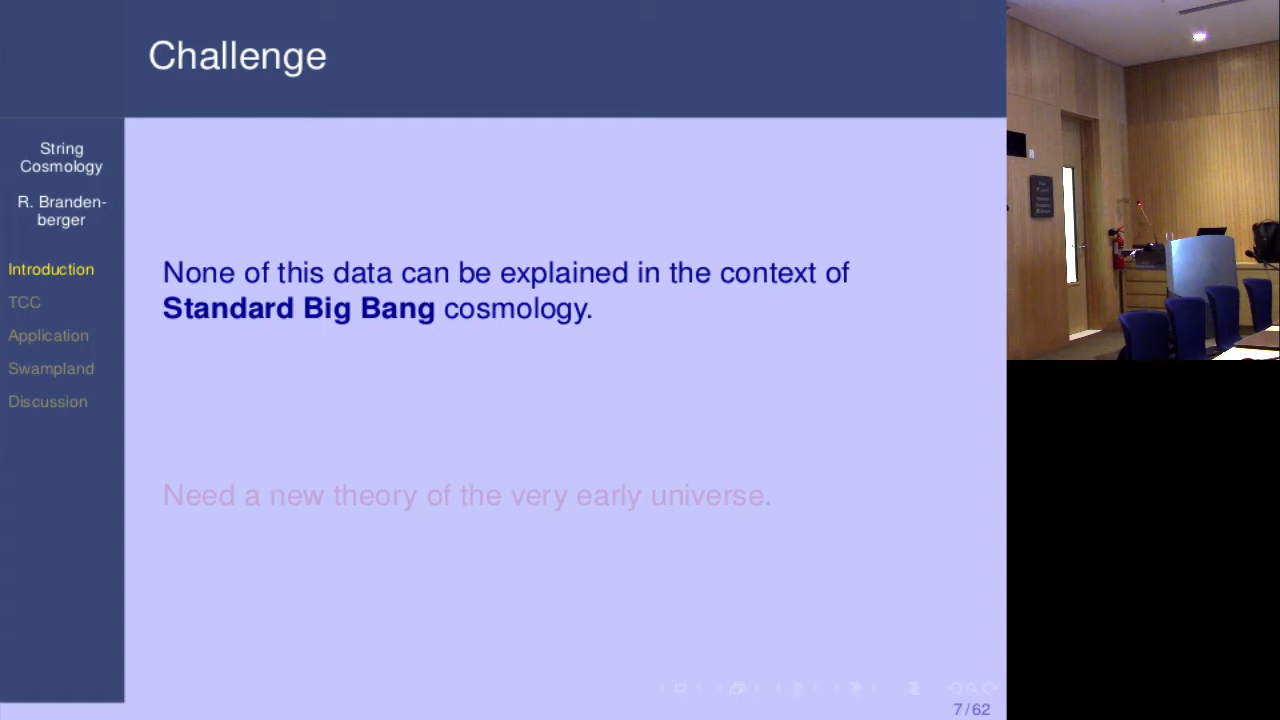 Challenge
String
Cosmology
R. Branden-
berger
Introduction
TCC
Application
Swampland
Discussion
None of this data can be explained in the context of
Standard Big Bang cosmology.
Need a new theory of the very early universe.
7/62